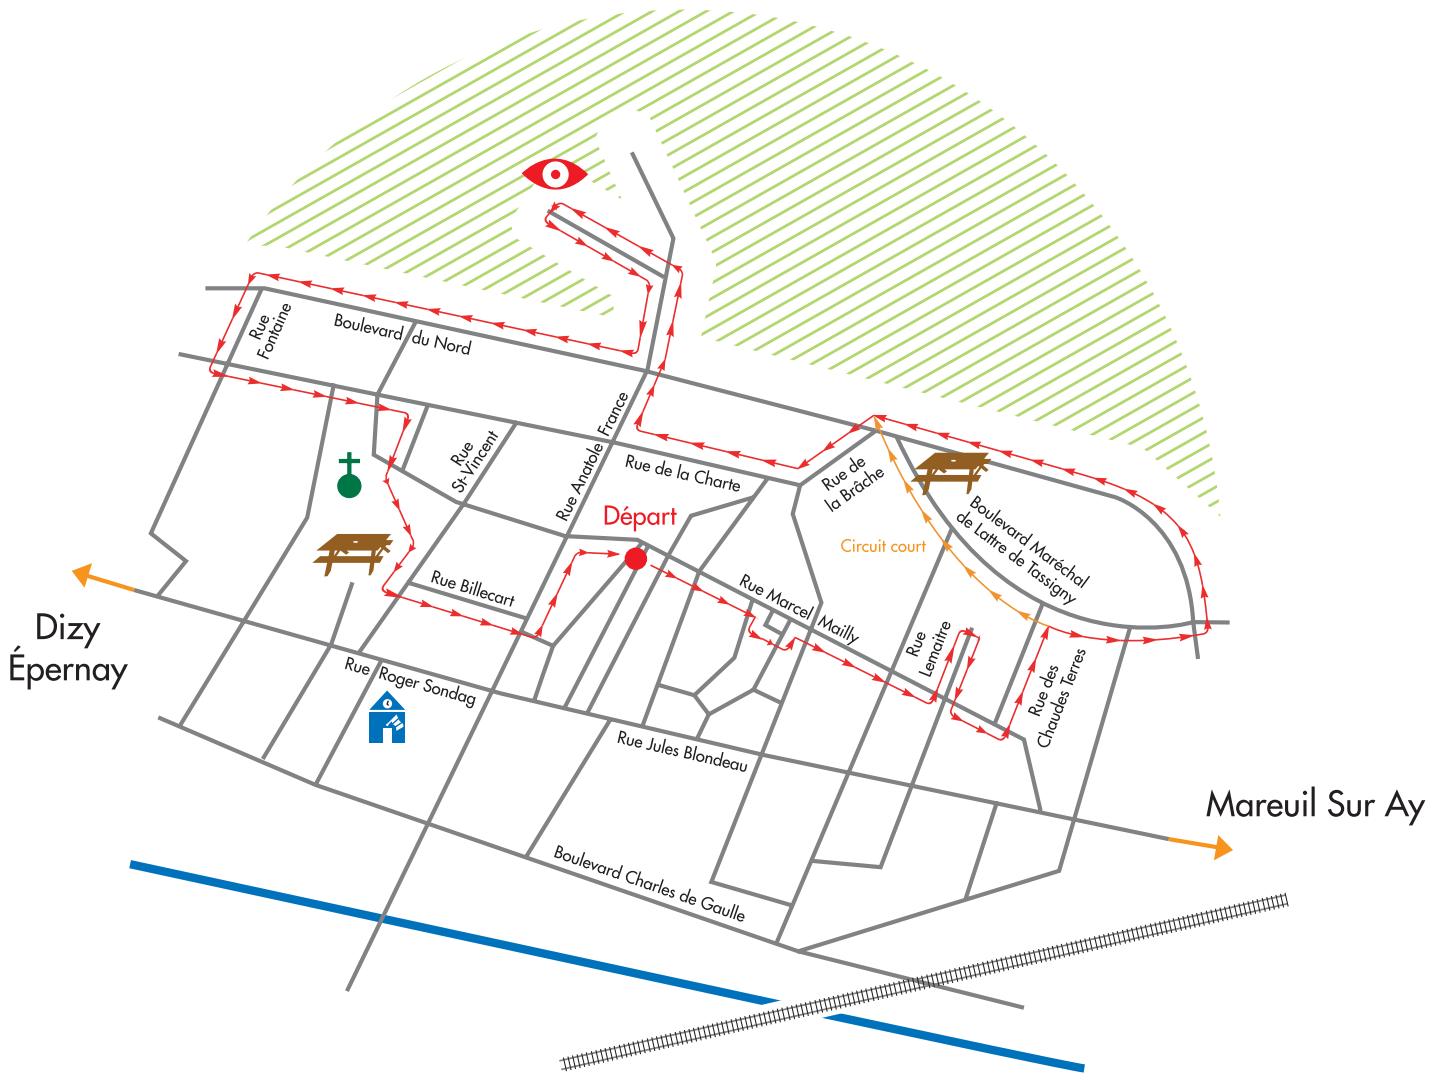 Rue
Fontaine
Boulevard du Nord
Rue
St-Vincent
Rue Anatole France
Rue de la Charte
Rue de
la Brâche
Départ
Circuit court
Boulevard Maréchal
de Lattre de Tassigny
Rue Billecart
Rue Marcel Mailly
Dizy
Épernay
Rue
Lemaitre
Rue des
Chaudes Terres
Rue Roger Sondag
Rue Jules Blondeau
Mareuil Sur Ay
Boulevard Charles de Gaulle